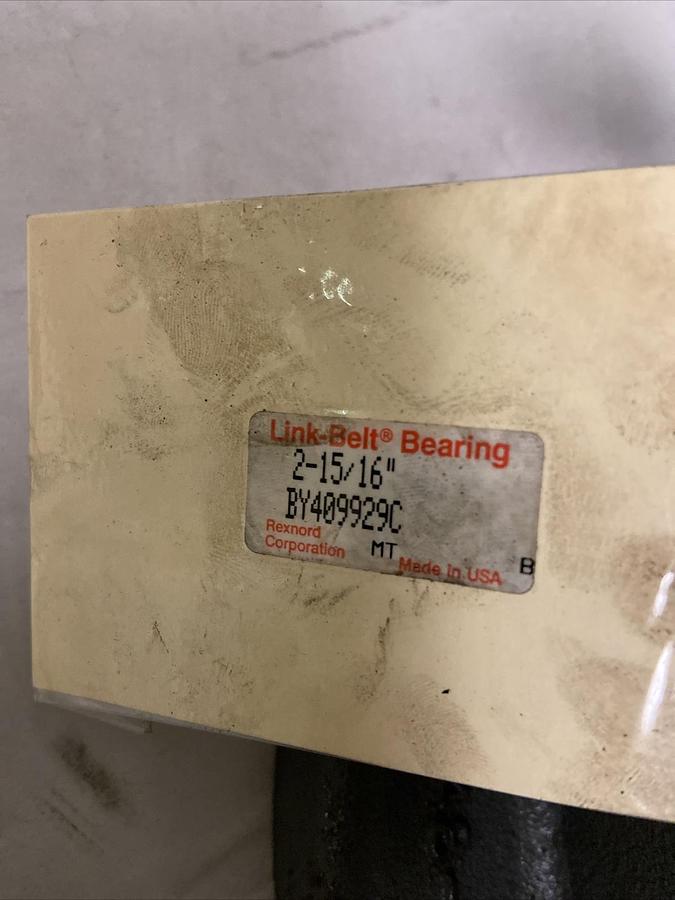 Link-Belt® Bearing
2-15/16"
BY409929C
Rexnord
Corporation
MT
Made in USA
B